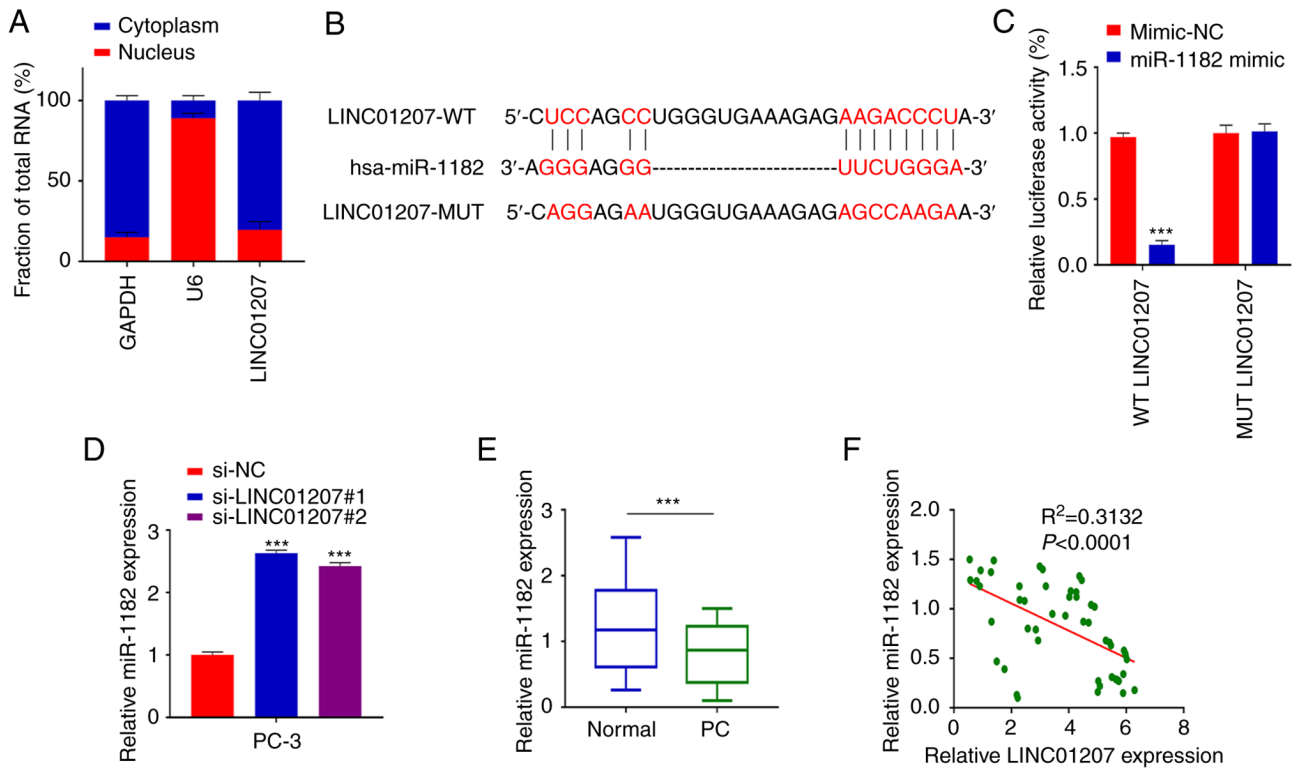 A
Cytoplasm
Nucleus
Fraction of total RNA (%)
100
50
0
GAPDH
U6
LINC01207
B
LINC01207-WT 5′-CUCCAGCCUGGGUGAAAGAGAAGACCCUA-3′
hsa-miR-1182 3′-AGGGAGGG-----------------------UUCUGGGA-3′
LINC01207-MUT 5′-CAGGAGAAUGGGUGAAAGAGAGCCAAGAA-3′
C
Mimic-NC
miR-1182 mimic
Relative luciferase activity (%)
1.5
1.0
0.5
0.0
***
WT LINC01207
MUT LINC01207
D
si-NC
si-LINC01207#1
si-LINC01207#2
Relative miR-1182 expression
3
2
1
0
*** ***
PC-3
E
Relative miR-1182 expression
3
2
1
0
***
Normal PC
F
Relative miR-1182 expression
2.0
1.5
1.0
0.5
0.0
R²=0.3132
P<0.0001
0 2 4 6 8
Relative LINC01207 expression